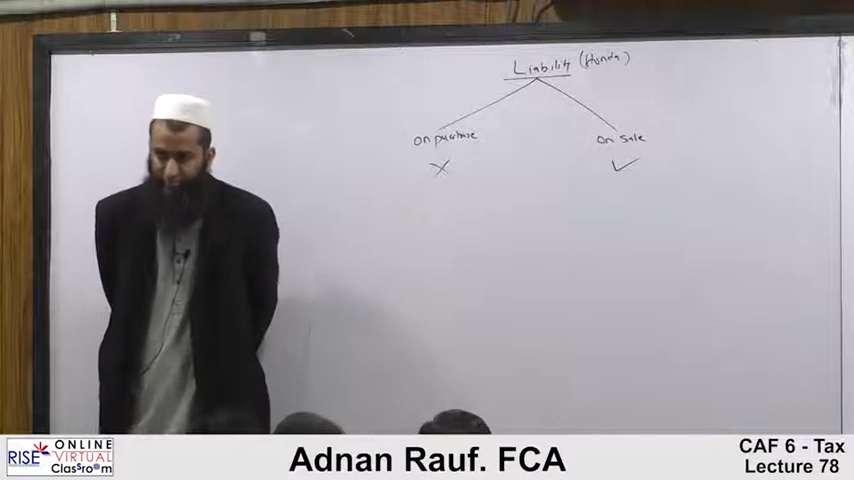 Liability (Honda)
On purchase
On Sale
RISE
ONLINE
VIRTUAL
ClaSSroom
Adnan Rauf. FCA
CAF 6 - Tax
Lecture 78